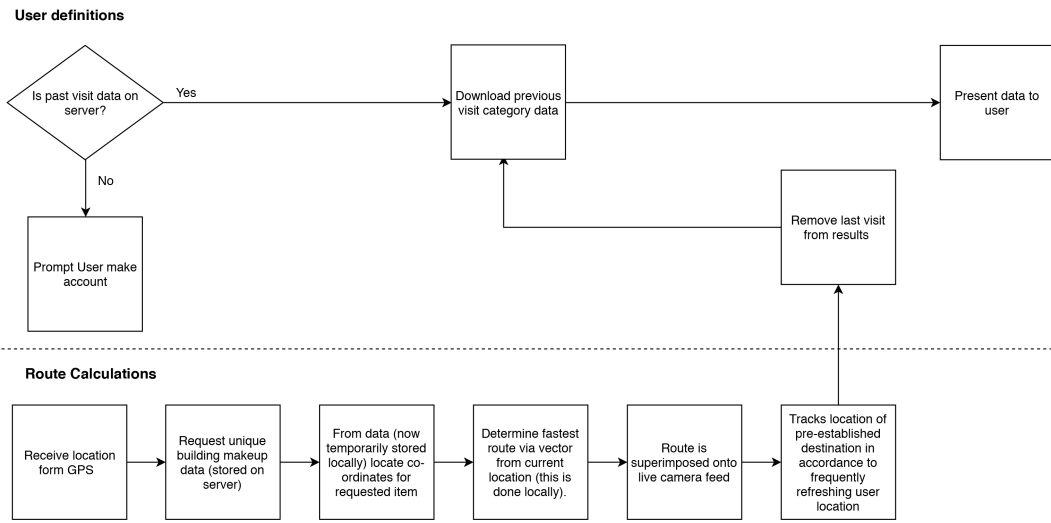 User definitions
Is past visit data on
server?
Yes
No
Prompt User make
account
Download previous
visit category data
Present data to
user
Remove last visit
from results
Route Calculations
Receive location
form GPS
Request unique
building makeup
data (stored on
server)
From data (now
temporarily stored
locally) locate co-
ordinates for
requested item
Determine fastest
route via vector
from current
location (this is
done locally).
Route is
superimposed onto
live camera feed
Tracks location of
pre-established
destination in
accordance to
frequently
refreshing user
location